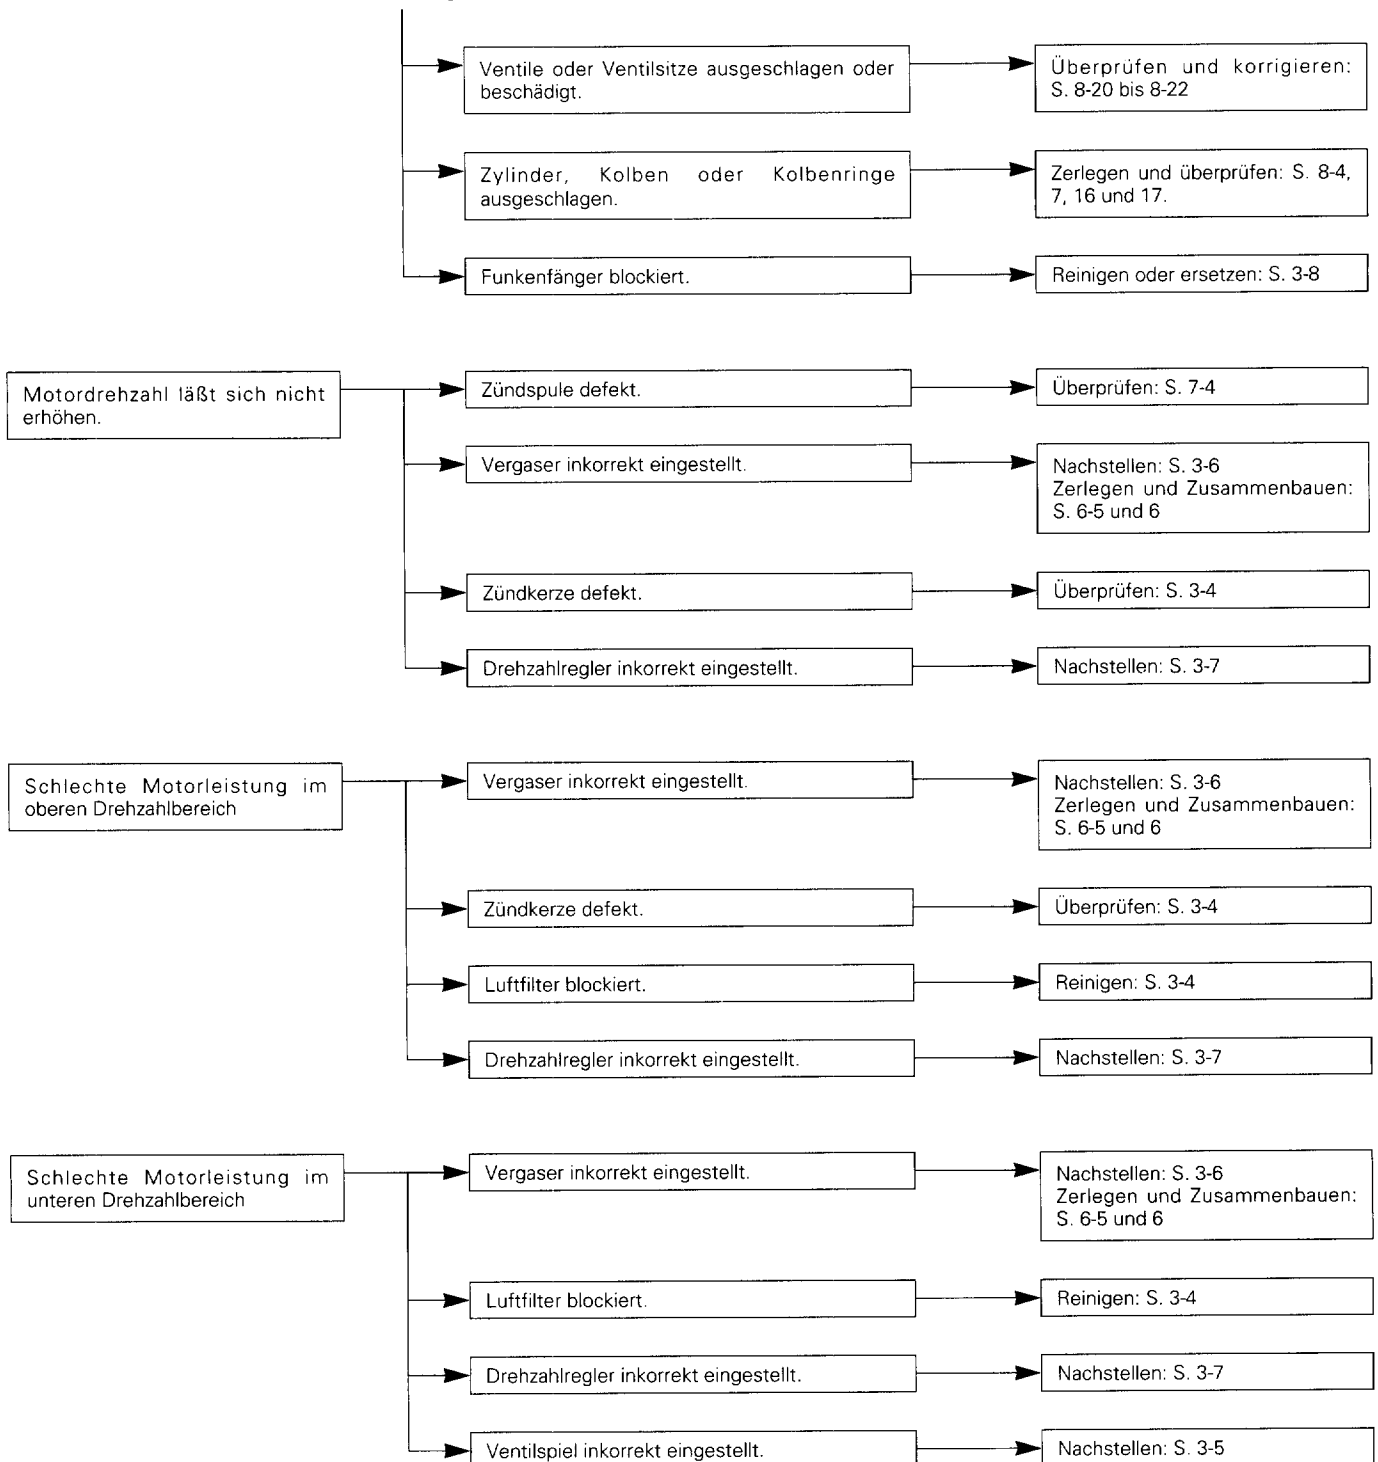 Ventile oder Ventilsitze ausgeschlagen oder
beschädigt.
Überprüfen und korrigieren:
S. 8-20 bis 8-22
Zylinder, Kolben oder Kolbenringe
ausgeschlagen.
Zerlegen und überprüfen: S. 8-4,
7, 16 und 17.
Funkenfänger blockiert.
Reinigen oder ersetzen: S. 3-8
Motordrehzahl läßt sich nicht
erhöhen.
Zündspule defekt.
Überprüfen: S. 7-4
Vergaser inkorrekt eingestellt.
Nachstellen: S. 3-6
Zerlegen und Zusammenbauen:
S. 6-5 und 6
Zündkerze defekt.
Überprüfen: S. 3-4
Drehzahlregler inkorrekt eingestellt.
Nachstellen: S. 3-7
Schlechte Motorleistung im
oberen Drehzahlbereich
Vergaser inkorrekt eingestellt.
Nachstellen: S. 3-6
Zerlegen und Zusammenbauen:
S. 6-5 und 6
Zündkerze defekt.
Überprüfen: S. 3-4
Luftfilter blockiert.
Reinigen: S. 3-4
Drehzahlregler inkorrekt eingestellt.
Nachstellen: S. 3-7
Schlechte Motorleistung im
unteren Drehzahlbereich
Vergaser inkorrekt eingestellt.
Nachstellen: S. 3-6
Zerlegen und Zusammenbauen:
S. 6-5 und 6
Luftfilter blockiert.
Reinigen: S. 3-4
Drehzahlregler inkorrekt eingestellt.
Nachstellen: S. 3-7
Ventilspiel inkorrekt eingestellt.
Nachstellen: S. 3-5